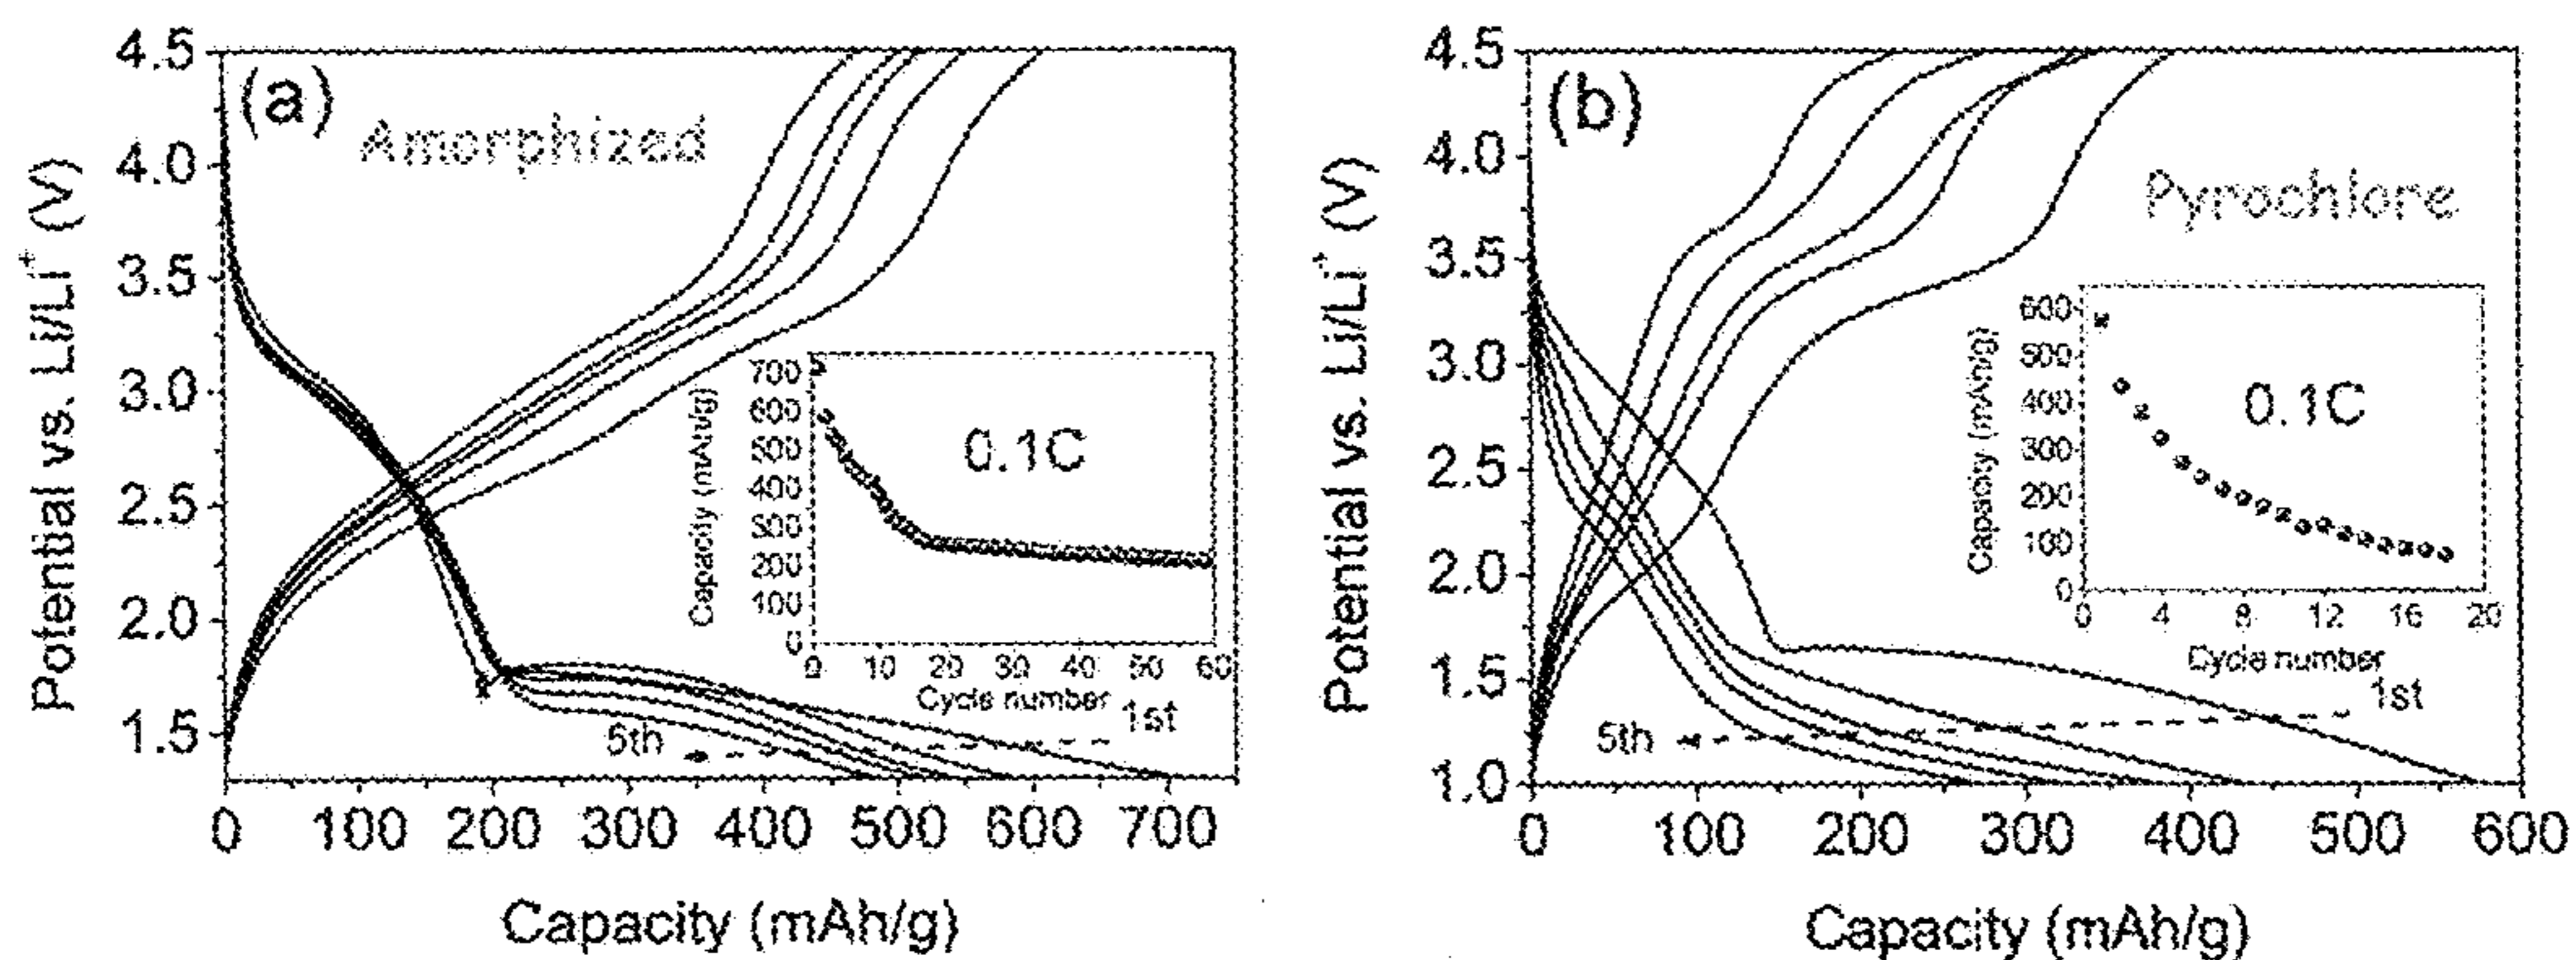 (a)
Amorphized
Potential vs. Li/Li⁺ (V)
4.5
4.0
3.5
3.0
2.5
2.0
1.5
0 100 200 300 400 500 600 700
Capacity (mAh/g)
Capacity (mAh/g)
700
600
500
400
300
200
100
0
0 10 20 30 40 50 60
Cycle number
0.1C
5th
1st
(b)
Pyrochlore
Potential vs. Li/Li⁺ (V)
4.5
4.0
3.5
3.0
2.5
2.0
1.5
1.0
0 100 200 300 400 500 600
Capacity (mAh/g)
Capacity (mAh/g)
600
500
400
300
200
100
0
0 4 8 12 16 20
Cycle number
0.1C
5th
1st